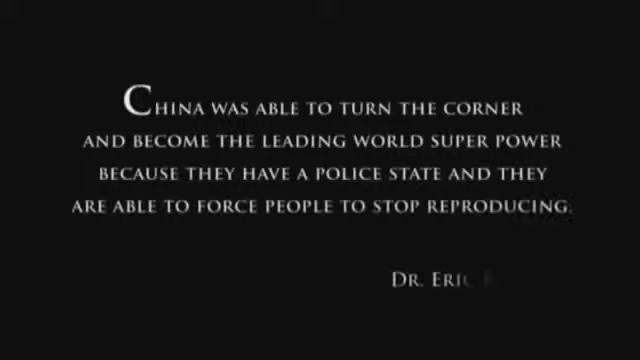 China was able to turn the corner
and become the leading world super power
because they have a police state and they
are able to force people to stop reproducing.
Dr. Eric